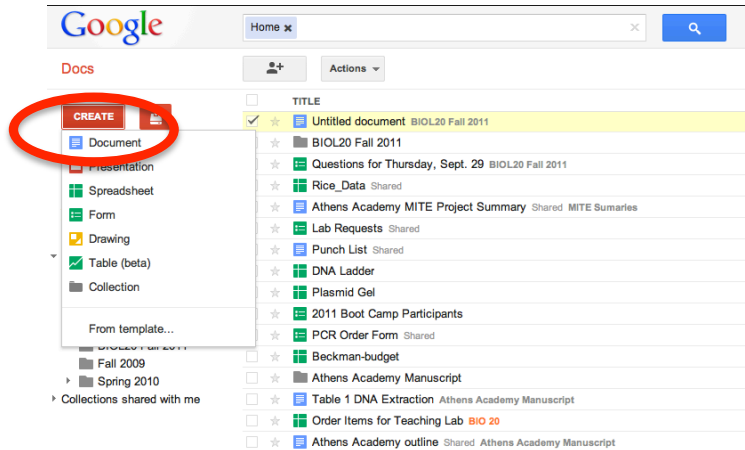 Google
Home ×
Docs
Actions
CREATE
Document
Presentation
Spreadsheet
Form
Drawing
Table (beta)
Collection
From template...
BIOL20 Fall 2011
Fall 2009
Spring 2010
Collections shared with me
TITLE
Untitled document BIOL20 Fall 2011
BIOL20 Fall 2011
Questions for Thursday, Sept. 29 BIOL20 Fall 2011
Rice_Data Shared
Athens Academy MITE Project Summary Shared MITE Sumaries
Lab Requests Shared
Punch List Shared
DNA Ladder
Plasmid Gel
2011 Boot Camp Participants
PCR Order Form Shared
Beckman-budget
Athens Academy Manuscript
Table 1 DNA Extraction Athens Academy Manuscript
Order Items for Teaching Lab BIO 20
Athens Academy outline Shared Athens Academy Manuscript